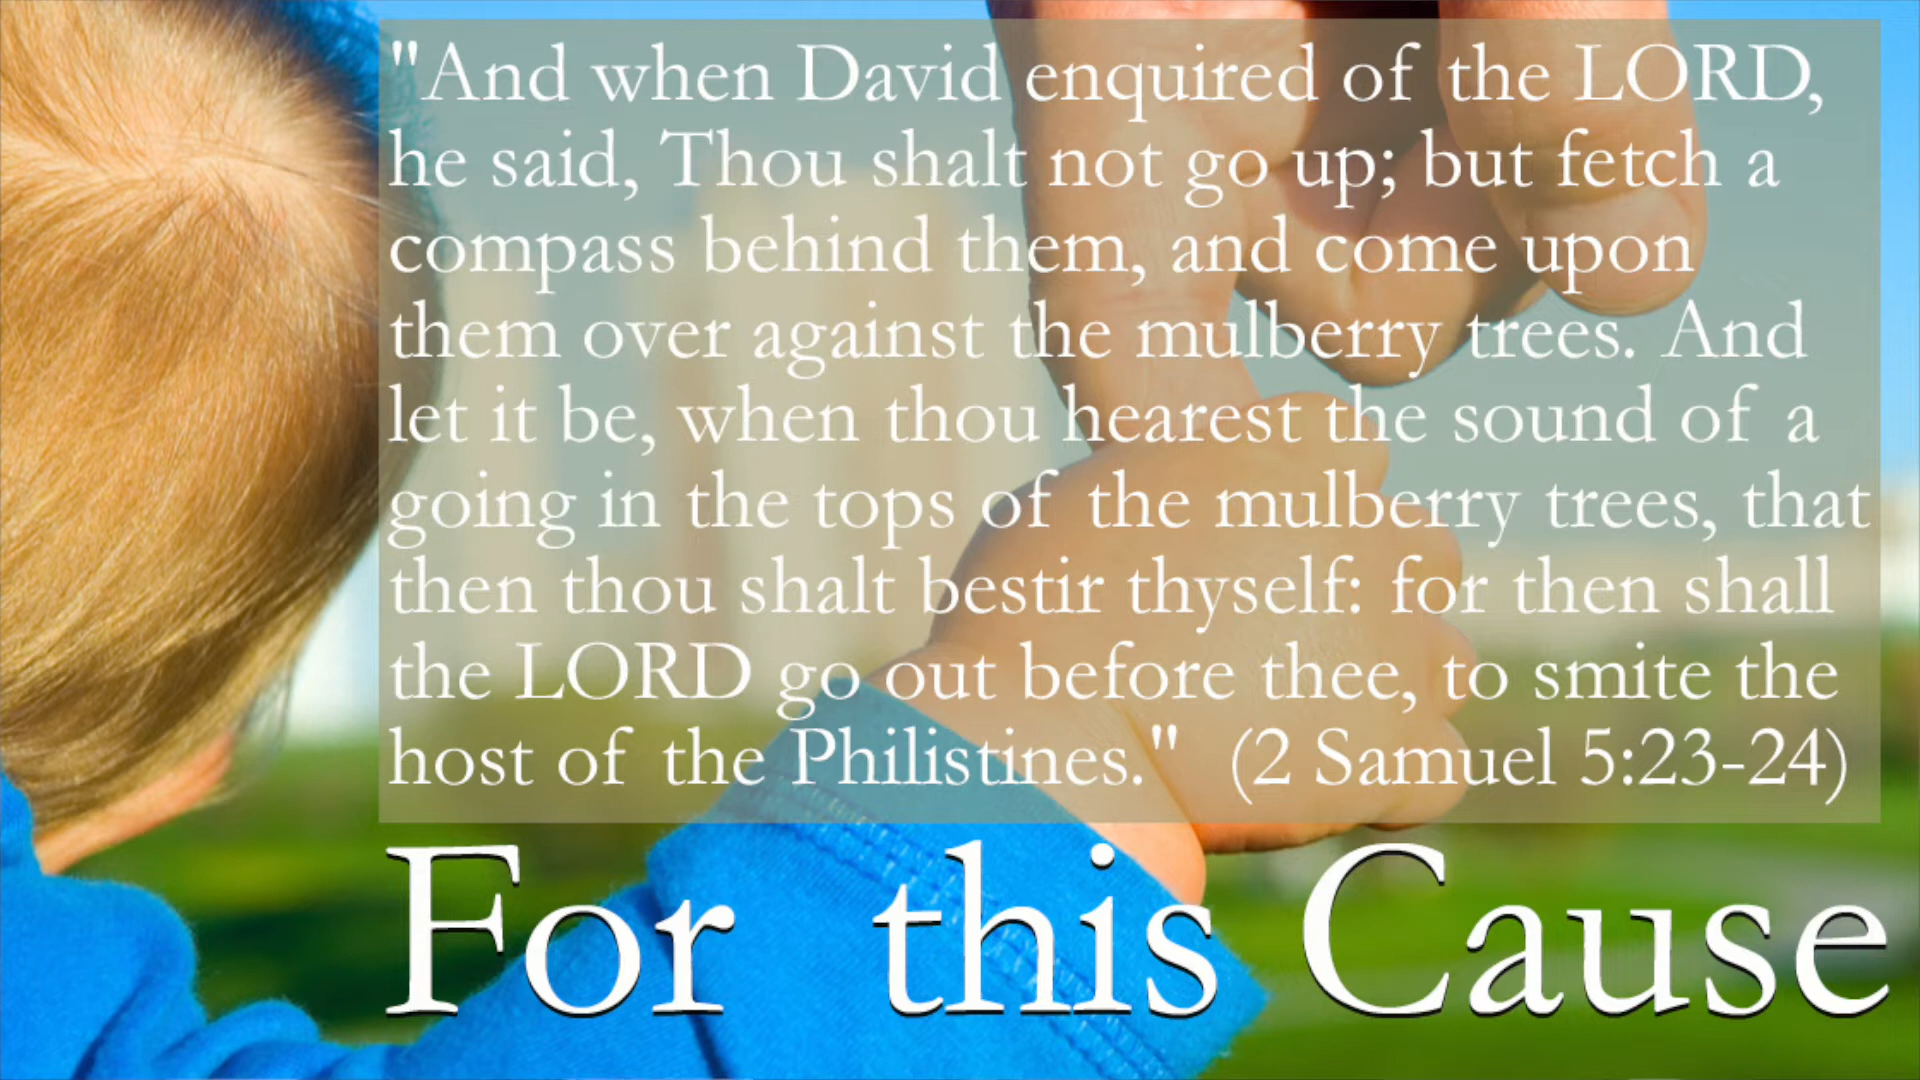 "And when David enquired of the LORD,
he said, Thou shalt not go up; but fetch a
compass behind them, and come upon
them over against the mulberry trees. And
let it be, when thou hearest the sound of a
going in the tops of the mulberry trees, that
then thou shalt bestir thyself: for then shall
the LORD go out before thee, to smite the
host of the Philistines." (2 Samuel 5:23-24)
For this Cause